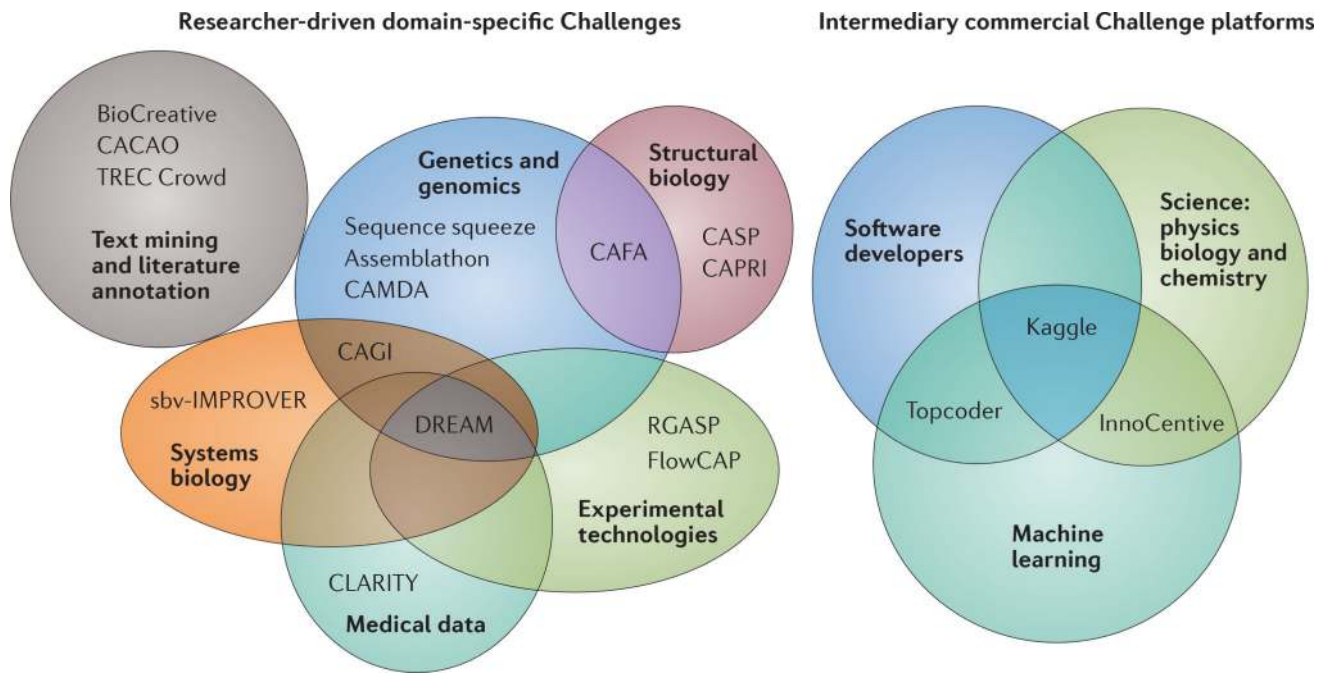 Researcher-driven domain-specific Challenges
Intermediary commercial Challenge platforms
BioCreative
CACAO
TREC Crowd
Text mining
and literature
annotation
Genetics and
genomics
Sequence squeeze
Assemblathon
CAMDA
CAFA
Structural
biology
CASP
CAPRI
CAGI
sbv-IMPROVER
Systems
biology
DREAM
RGASP
FlowCAP
Experimental
technologies
CLARITY
Medical data
Software
developers
Science:
physics
biology and
chemistry
Kaggle
Topcoder
InnoCentive
Machine
learning